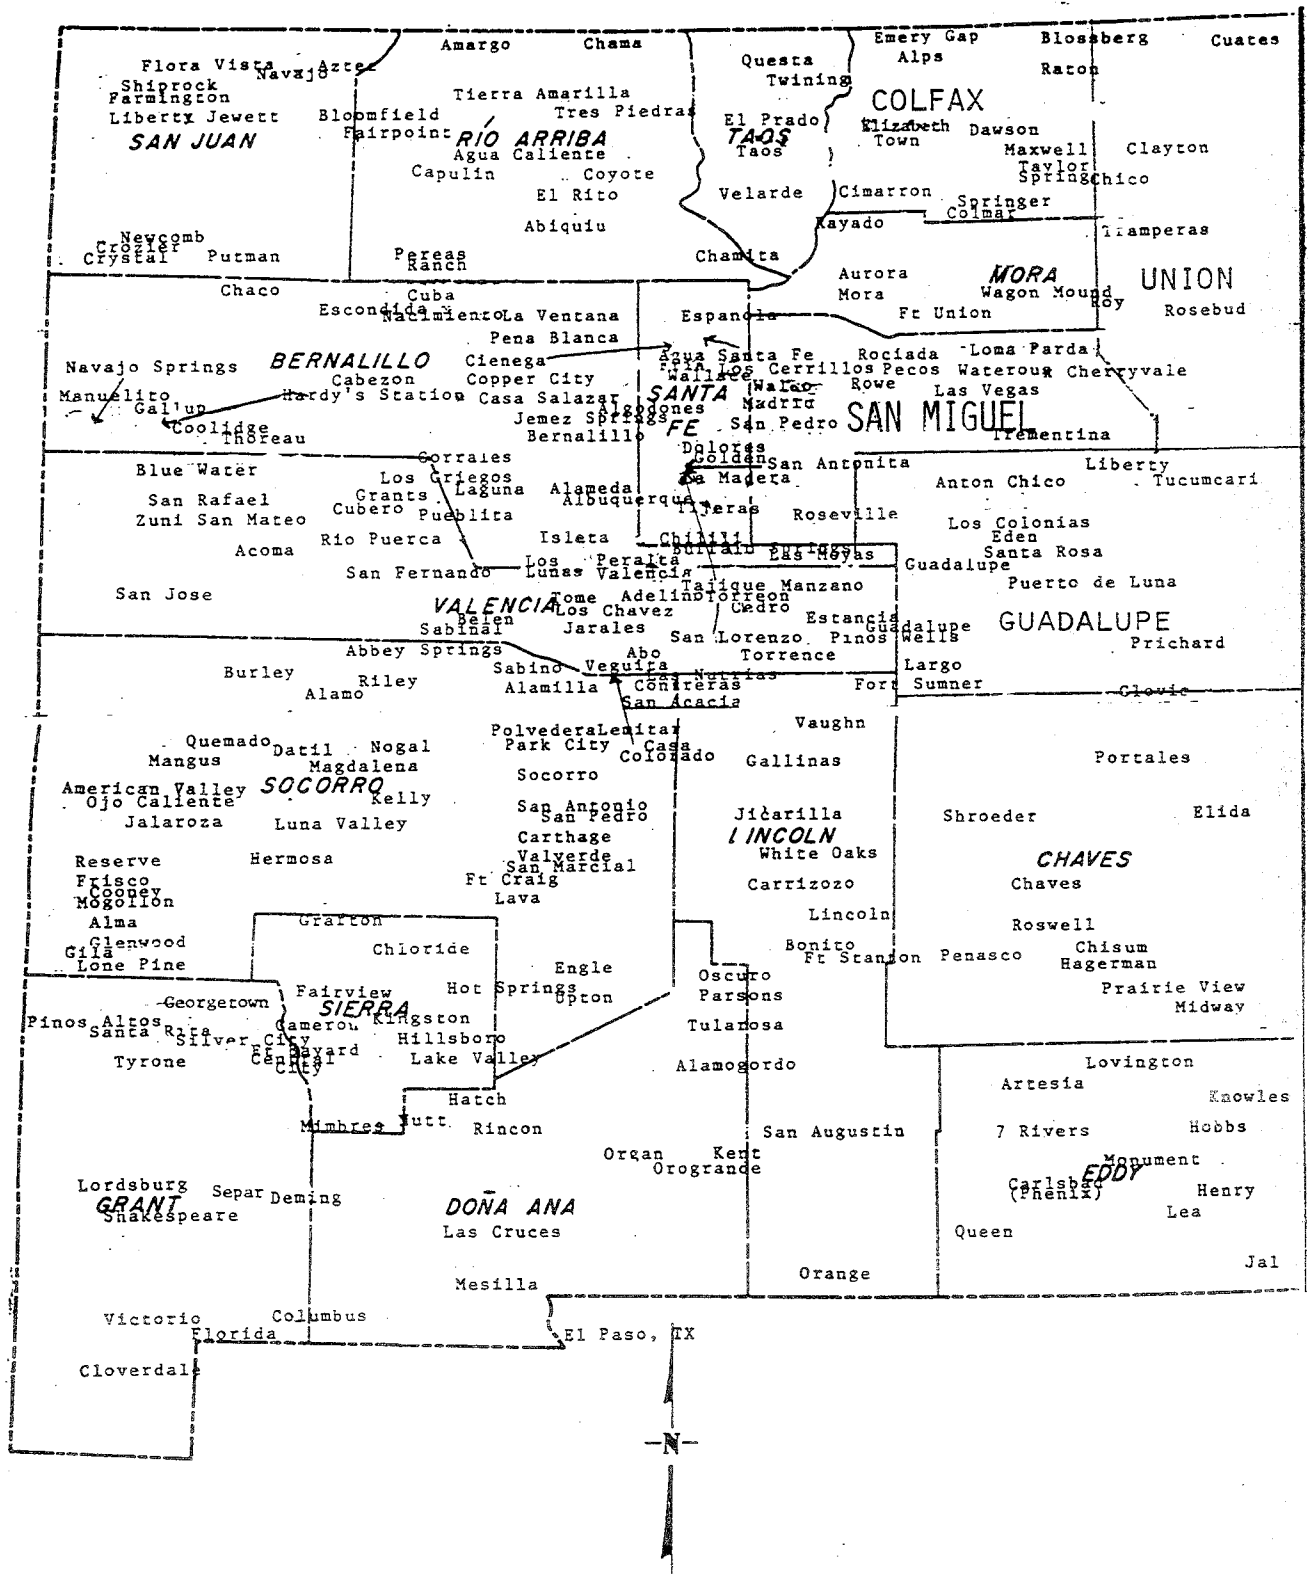 Amargo Chama Emery Gap Blossberg Cuates
Alps
Flora Vista Navajo Aztec Questa Raton
Twining
Shiprock
Farmington Tierra Amarilla COLFAX
Liberty Jewett Bloomfield Tres Piedras El Prado Elizabeth Dawson
Town
Fairpoint
SAN JUAN RÍO ARRIBA TAOS
Taos Maxwell Clayton
Agua Caliente Taylor
Springs Chico
Capulin Coyote
El Rito Velarde Cimarron Springer
Colmar
Abiquiu Kayado Tramperas
Newcomb
Crozier
Crystal Putman Pereas
Ranch Chamita
Aurora MORA UNION
Chaco Cuba Mora Wagon Mound
Roy
Escondida Nacimiento La Ventana Espanola Ft Union Rosebud
Pena Blanca
Navajo Springs BERNALILLO Cienega Agua Santa Fe Rociada Loma Parda
Fria Los Cerrillos Pecos Waterous Cherryvale
Cabezon Copper City Wallace Waldo Rowe Las Vegas
Manuelito Hardy's Station Casa Salazar SANTA Madrid
Gallup Algodones
Jemez Springs FE San Pedro SAN MIGUEL
Coolidge
Thoreau Bernalillo Trementina
Dolores
Corrales Golden San Antonita Liberty
Blue Water Los Griegos La Madera Anton Chico Tucumcari
San Rafael Grants Laguna Alameda
Albuquerque Tijeras
Zuni San Mateo Cubero Pueblita Roseville Los Colonias
Eden
Rio Puerca Isleta Chilili
Acoma Buffalo Springs Las Moyas Santa Rosa
San Fernando Los Peralta Guadalupe
Lunas Valencia
Tajique Manzano Puerto de Luna
San Jose Tome Adelino Torreon
VALENCIA Los Chavez Cedro Estancia GUADALUPE
Belen Guadalupe
Sabinal Jarales San Lorenzo Pinos Wells Prichard
Abbey Springs Abo Torrence
Burley Sabino Veguita Largo
Riley Las Nutrias
Alamo Alamilla Contreras Fort Sumner Clovis
San Acacia
Polvedera Lemitar Vaughn
Quemado Datil Nogal Park City Casa
Colorado
Mangus Magdalena Gallinas Portales
American Valley SOCORRO Socorro
Ojo Caliente Kelly San Antonio
San Pedro Jicarilla Shroeder Elida
Jalaroza Luna Valley
Carthage LINCOLN
Reserve Hermosa Valverde White Oaks CHAVES
San Marcial
Frisco Ft Craig
Cooney Carrizozo Chaves
Mogollon Lava
Alma Grafton Lincoln Roswell
Glenwood Chloride Bonito Chisum
Gila Ft Stanton Penasco
Lone Pine Engle Oscuro Hagerman
Georgetown Fairview Hot Springs Upton Parsons Prairie View
SIERRA Midway
Pinos Altos Cameron Kingston Tularosa
Santa Rita
Silver City Hillsboro
Ft Bayard
Tyrone Central
City Lake Valley Alamogordo Lovington
Artesia
Hatch Knowles
Mimbres Nutt Rincon San Augustin 7 Rivers Hobbs
Organ Kent Monument
Orogrande
Lordsburg Separ Deming Carlsbad EDDY
(Phenix) Henry
GRANT DOÑA ANA
Shakespeare Lea
Las Cruces Queen
Orange Jal
Mesilla
Victorio Columbus
Florida El Paso, TX
Cloverdale
-N-